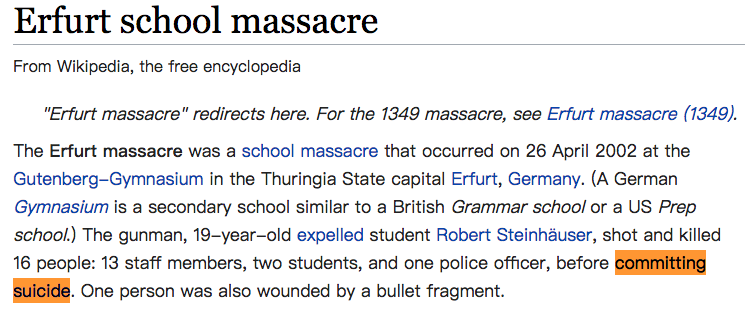 Erfurt school massacre
From Wikipedia, the free encyclopedia
"Erfurt massacre" redirects here. For the 1349 massacre, see Erfurt massacre (1349).
The Erfurt massacre was a school massacre that occurred on 26 April 2002 at the
Gutenberg–Gymnasium in the Thuringia State capital Erfurt, Germany. (A German
Gymnasium is a secondary school similar to a British Grammar school or a US Prep
school.) The gunman, 19–year–old expelled student Robert Steinhäuser, shot and killed
16 people: 13 staff members, two students, and one police officer, before committing
suicide. One person was also wounded by a bullet fragment.